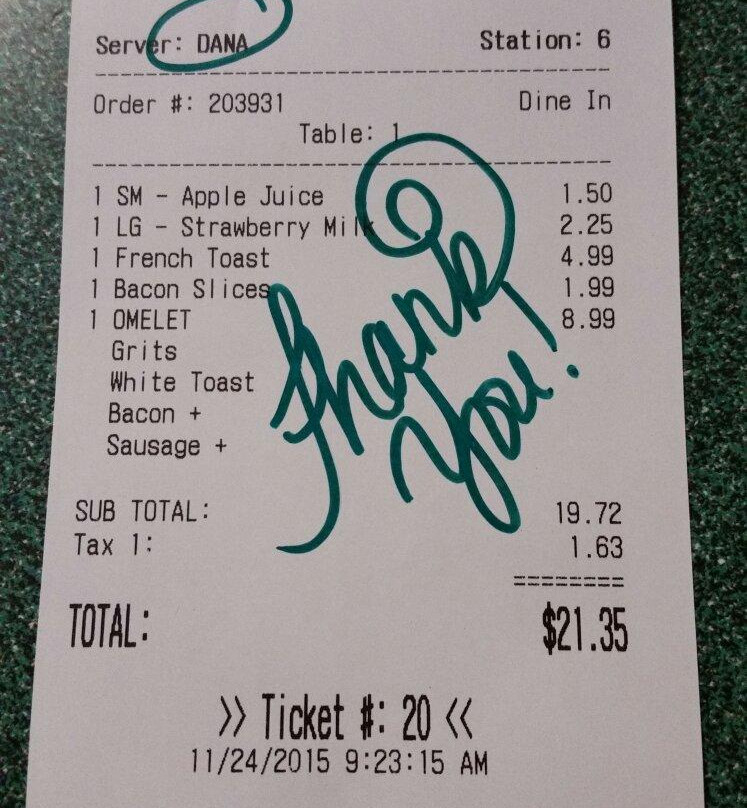 Server: DANA Station: 6
Order #: 203931 Dine In
Table: 1
1 SM - Apple Juice 1.50
1 LG - Strawberry Milk 2.25
1 French Toast 4.99
1 Bacon Slices 1.99
1 OMELET 8.99
Grits
White Toast
Bacon +
Sausage +
Thank
You!
SUB TOTAL: 19.72
Tax 1: 1.63
========
TOTAL: $21.35
>> Ticket #: 20 <<
11/24/2015 9:23:15 AM